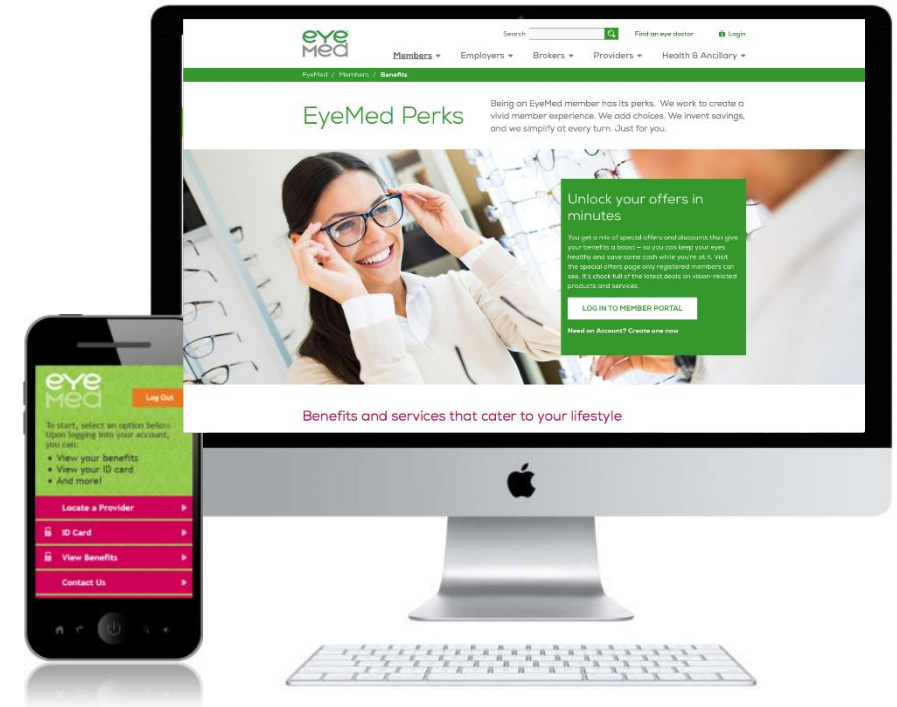 eye
med
Search
Find an eye doctor
Login
Members
Employers
Brokers
Providers
Health & Ancillary
EyeMed / Members / Benefits
EyeMed Perks
Being an EyeMed member has its perks. We work to create a
vivid member experience. We add choices. We invent savings,
and we simplify at every turn. Just for you.
Unlock your offers in
minutes
You get a mix of special offers and discounts that give
your benefits a boost – so you can keep your eyes
healthy and save some cash while you're at it. Visit
the special offers page only registered members can
see. It's chock full of the latest deals on vision-related
products and services.
LOG IN TO MEMBER PORTAL
Need an Account? Create one now
Benefits and services that cater to your lifestyle
eye
med
Log Out
To start, select an option below.
Upon logging into your account,
you can:
• View your benefits
• View your ID card
• And more!
Locate a Provider
ID Card
View Benefits
Contact Us